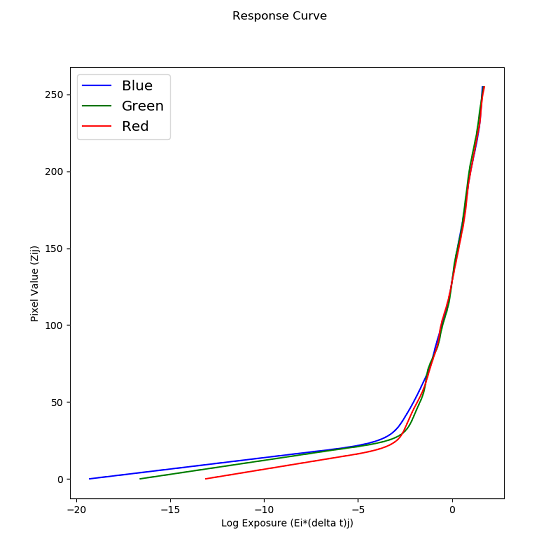 Response Curve
Blue
Green
Red
250
200
150
100
50
0
Pixel Value (Zij)
−20
−15
−10
−5
0
Log Exposure (Ei*(delta t)j)